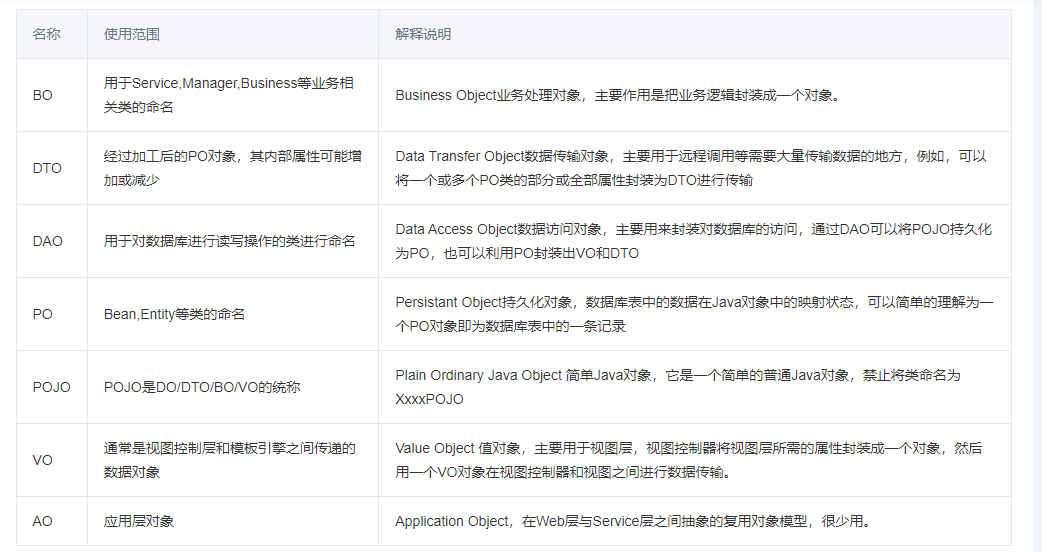 名称 使用范围 解释说明
BO
用于Service,Manager,Business等业务相
关类的命名
Business Object业务处理对象，主要作用是把业务逻辑封装成一个对象。
DTO
经过加工后的PO对象，其内部属性可能增
加或减少
Data Transfer Object数据传输对象，主要用于远程调用等需要大量传输数据的地方，例如，可以
将一个或多个PO类的部分或全部属性封装为DTO进行传输
DAO
用于对数据库进行读写操作的类进行命名
Data Access Object数据访问对象，主要用来封装对数据库的访问，通过DAO可以将POJO持久化
为PO，也可以利用PO封装出VO和DTO
PO
Bean,Entity等类的命名
Persistant Object持久化对象，数据库表中的数据在Java对象中的映射状态，可以简单的理解为一
个PO对象即为数据库表中的一条记录
POJO
POJO是DO/DTO/BO/VO的统称
Plain Ordinary Java Object 简单Java对象，它是一个简单的普通Java对象，禁止将类命名为
XxxxPOJO
VO
通常是视图控制层和模板引擎之间传递的
数据对象
Value Object 值对象，主要用于视图层，视图控制器将视图层所需的属性封装成一个对象，然后
用一个VO对象在视图控制器和视图之间进行数据传输。
AO
应用层对象
Application Object，在Web层与Service层之间抽象的复用对象模型，很少用。